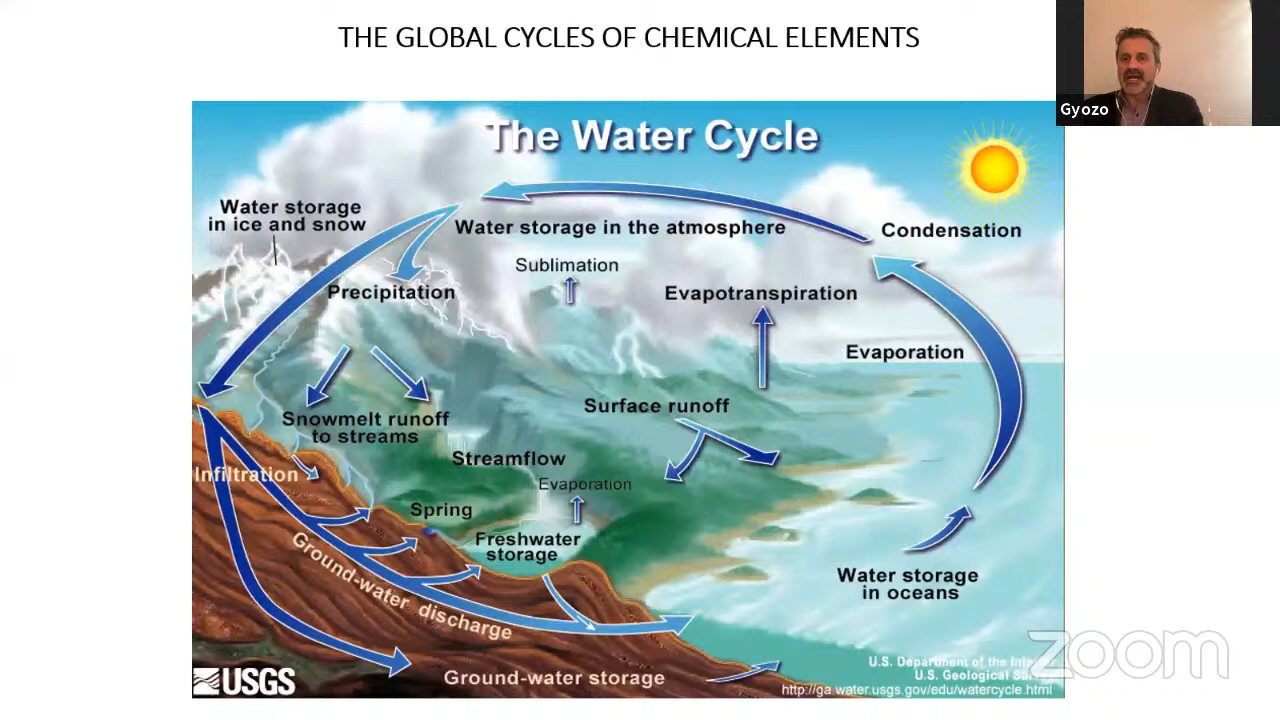 THE GLOBAL CYCLES OF CHEMICAL ELEMENTS
Gyozo
The Water Cycle
Water storage
in ice and snow
Water storage in the atmosphere
Condensation
Sublimation
Precipitation
Evapotranspiration
Evaporation
Surface runoff
Snowmelt runoff
to streams
Streamflow
Infiltration
Evaporation
Spring
Freshwater
storage
Ground-water discharge
Water storage
in oceans
Ground-water storage
USGS
U.S. Department of the
U.S. Geological
http://ga.water.usgs.gov/edu/watercycle.html
zoom